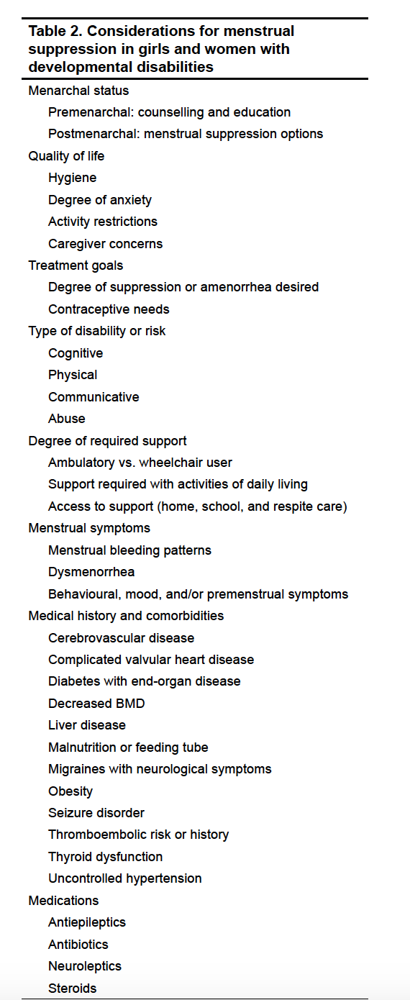 Table 2. Considerations for menstrual
suppression in girls and women with
developmental disabilities
Menarchal status
Premenarchal: counselling and education
Postmenarchal: menstrual suppression options
Quality of life
Hygiene
Degree of anxiety
Activity restrictions
Caregiver concerns
Treatment goals
Degree of suppression or amenorrhea desired
Contraceptive needs
Type of disability or risk
Cognitive
Physical
Communicative
Abuse
Degree of required support
Ambulatory vs. wheelchair user
Support required with activities of daily living
Access to support (home, school, and respite care)
Menstrual symptoms
Menstrual bleeding patterns
Dysmenorrhea
Behavioural, mood, and/or premenstrual symptoms
Medical history and comorbidities
Cerebrovascular disease
Complicated valvular heart disease
Diabetes with end-organ disease
Decreased BMD
Liver disease
Malnutrition or feeding tube
Migraines with neurological symptoms
Obesity
Seizure disorder
Thromboembolic risk or history
Thyroid dysfunction
Uncontrolled hypertension
Medications
Antiepileptics
Antibiotics
Neuroleptics
Steroids